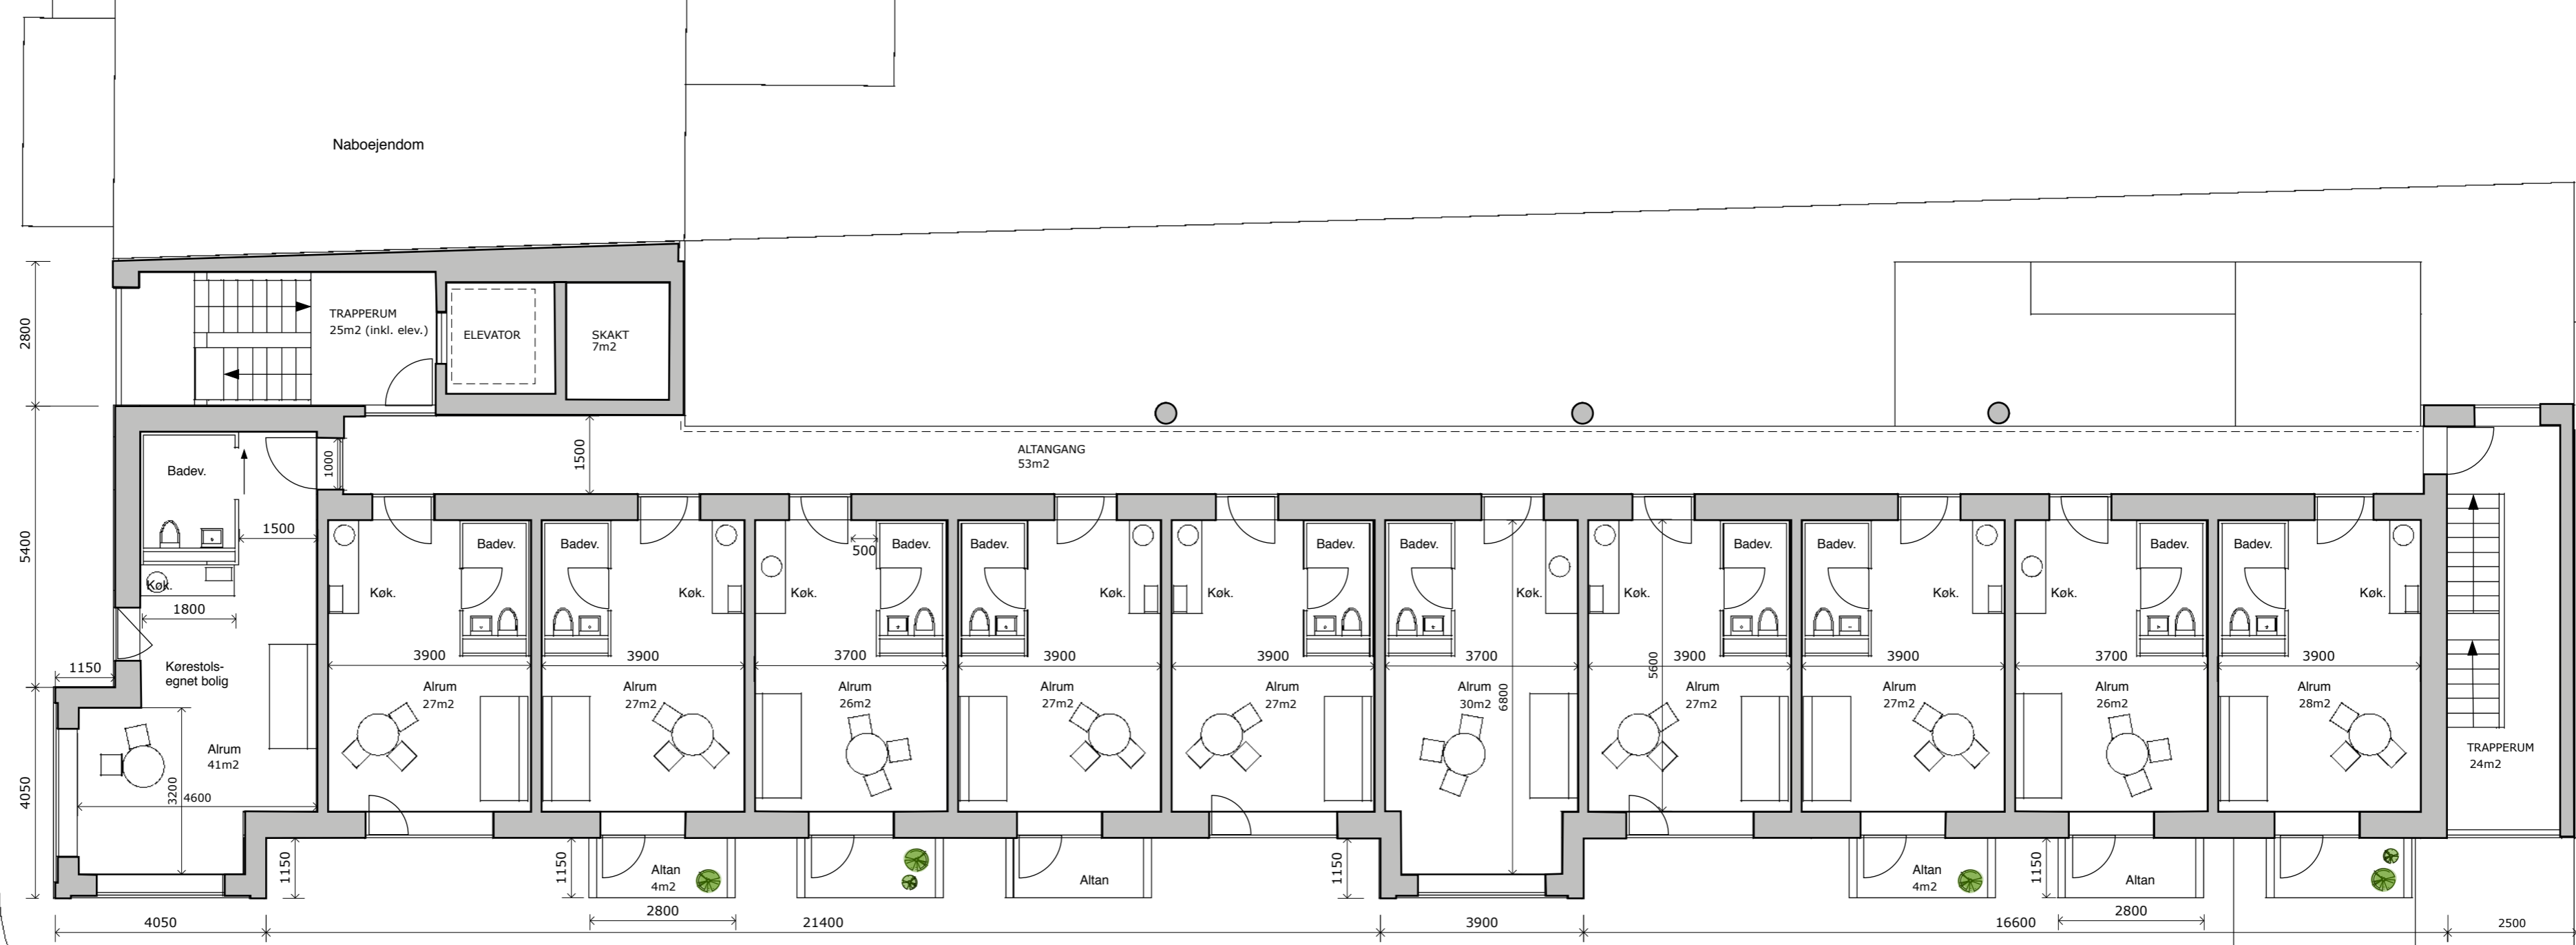 Naboejendom
2800
TRAPPERUM
25m2 (inkl. elev.)
ELEVATOR
SKAKT
7m2
1500
ALTANGANG
53m2
5400
Badev.
1000
1500
Køk.
1800
1150
Kørestols-
egnet bolig
Alrum
41m2
3200
4600
4050
Badev.
Køk.
3900
Alrum
27m2
Badev.
Køk.
3900
Alrum
27m2
500
Badev.
Køk.
3700
Alrum
26m2
Badev.
Køk.
3900
Alrum
27m2
Badev.
Køk.
3900
Alrum
27m2
Badev.
Køk.
3700
Alrum
30m2
6800
Badev.
Køk.
5600
3900
Alrum
27m2
Badev.
Køk.
3900
Alrum
27m2
Badev.
Køk.
3700
Alrum
26m2
Badev.
Køk.
3900
Alrum
28m2
TRAPPERUM
24m2
1150
1150
Altan
4m2
Altan
1150
Altan
4m2
1150
Altan
2800
2800
4050
21400
3900
16600
2500